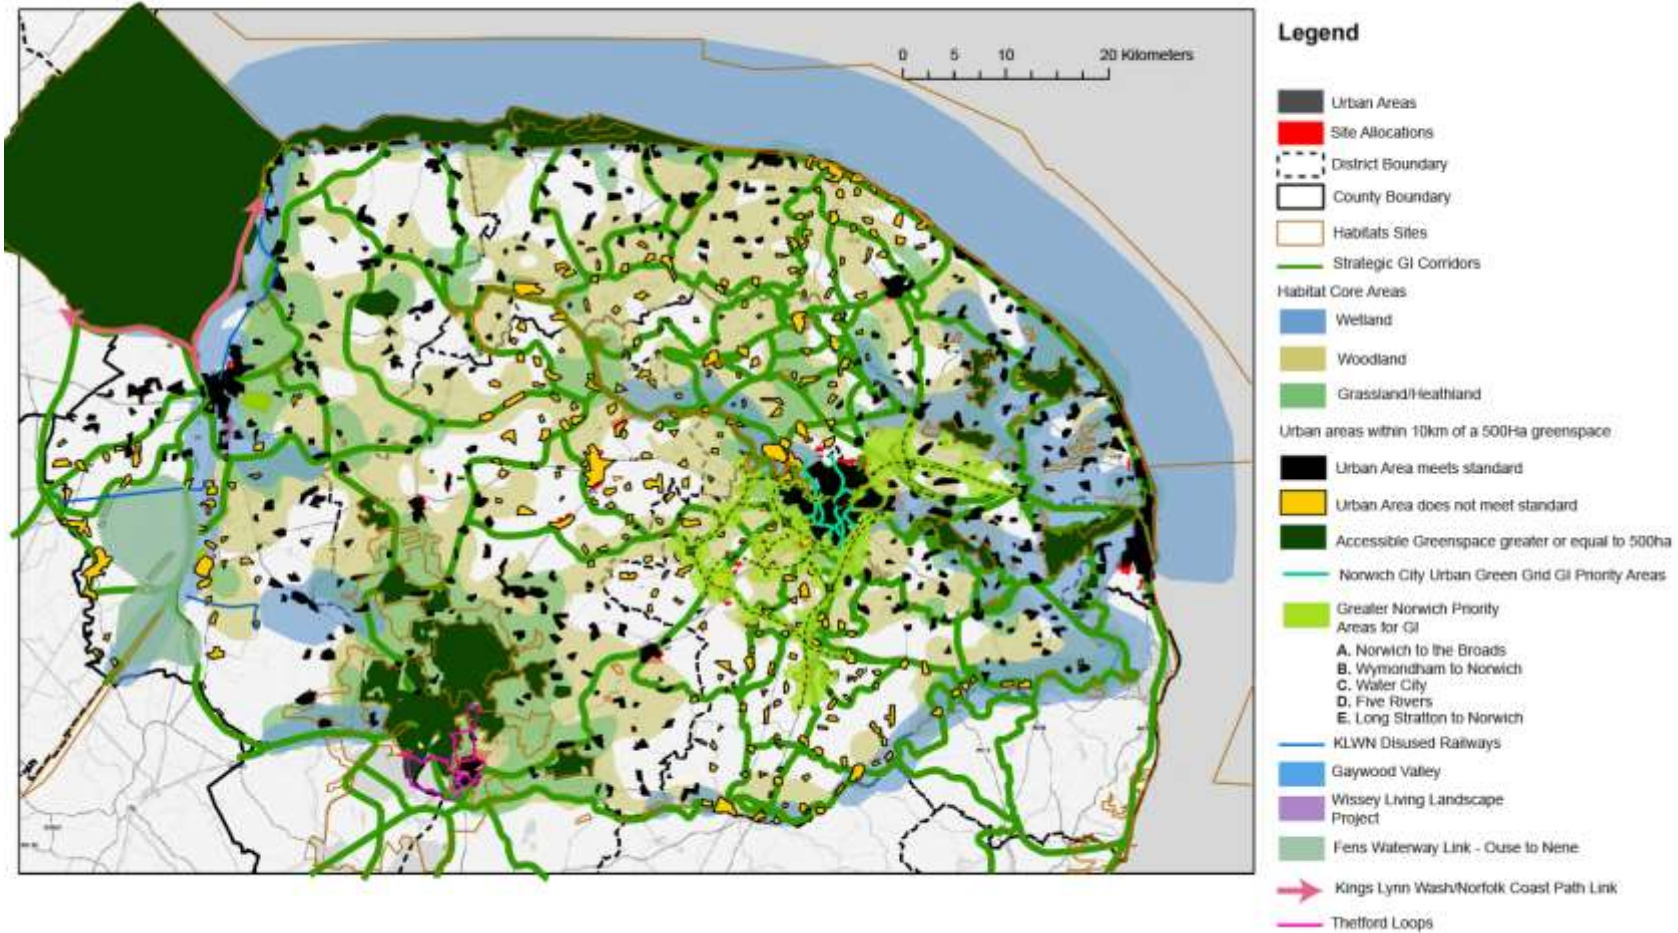 0 5 10 20 Kilometers
Legend
Urban Areas
Site Allocations
District Boundary
County Boundary
Habitats Sites
Strategic GI Corridors
Habitat Core Areas
Wetland
Woodland
Grassland/Heathland
Urban areas within 10km of a 500Ha greenspace
Urban Area meets standard
Urban Area does not meet standard
Accessible Greenspace greater or equal to 500ha
Norwich City Urban Green Grid GI Priority Areas
Greater Norwich Priority
Areas for GI
A. Norwich to the Broads
B. Wymondham to Norwich
C. Water City
D. Five Rivers
E. Long Stratton to Norwich
KLWN Disused Railways
Gaywood Valley
Wissey Living Landscape
Project
Fens Waterway Link - Ouse to Nene
Kings Lynn Wash/Norfolk Coast Path Link
Thetford Loops